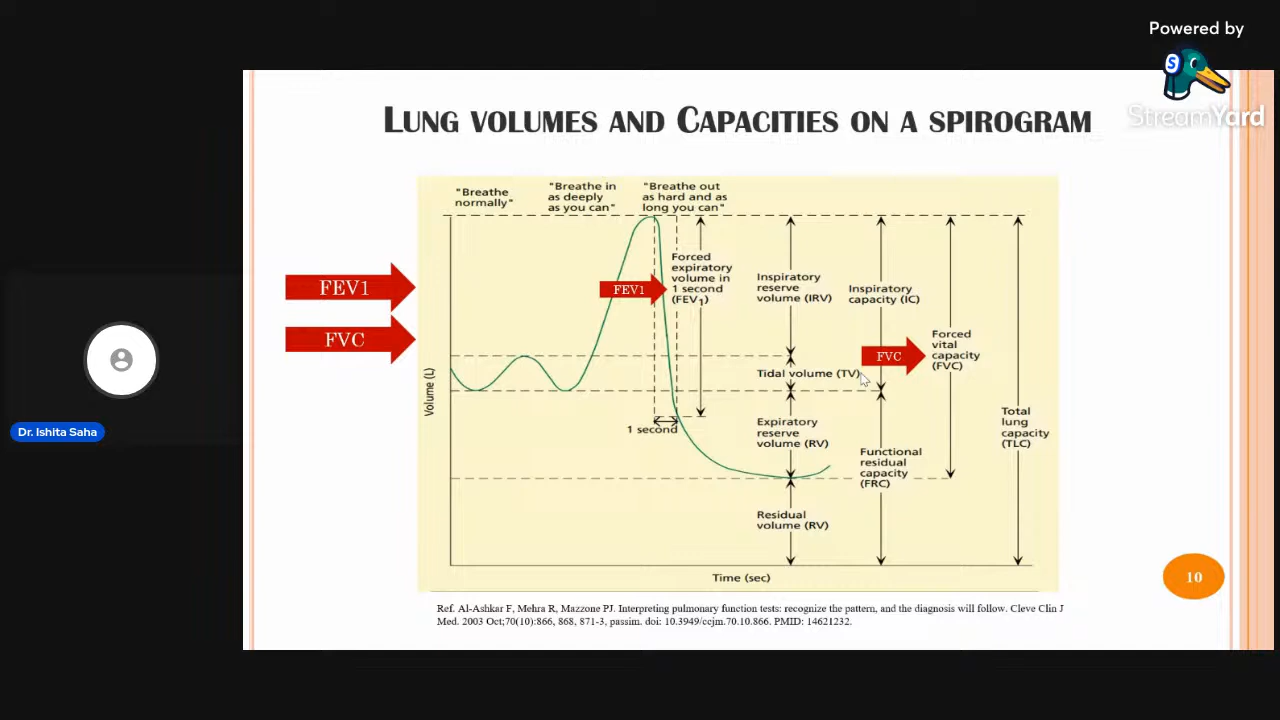 Powered by
StreamYard
LUNG VOLUMES AND CAPACITIES ON A SPIROGRAM
"Breathe
normally"
"Breathe in
as deeply
as you can"
"Breathe out
as hard and as
long you can"
FEV1
FVC
FEV1
Forced
expiratory
volume in
1 second
(FEV1)
Inspiratory
reserve
volume (IRV)
Inspiratory
capacity (IC)
FVC
Forced
vital
capacity
(FVC)
Tidal volume (TV)
Volume (L)
1 second
Expiratory
reserve
volume (RV)
Functional
residual
capacity
(FRC)
Total
lung
capacity
(TLC)
Residual
volume (RV)
Time (sec)
Dr. Ishita Saha
10
Ref. Al-Ashkar F, Mehra R, Mazzone PJ. Interpreting pulmonary function tests: recognize the pattern, and the diagnosis will follow. Cleve Clin J
Med. 2003 Oct;70(10):866, 868, 871-3, passim. doi: 10.3949/ccjm.70.10.866. PMID: 14621232.